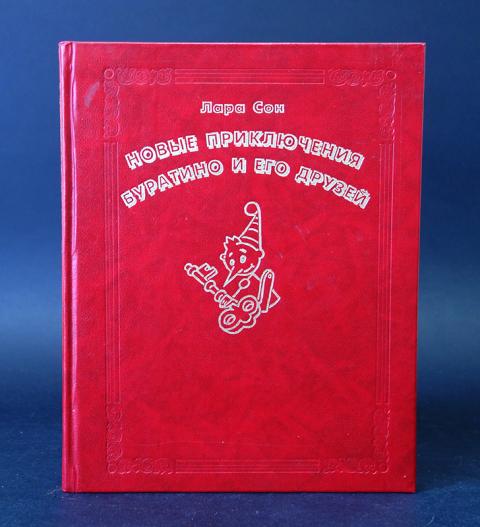 Лара Сон
НОВЫЕ ПРИКЛЮЧЕНИЯ
БУРАТИНО И ЕГО ДРУЗЕЙ